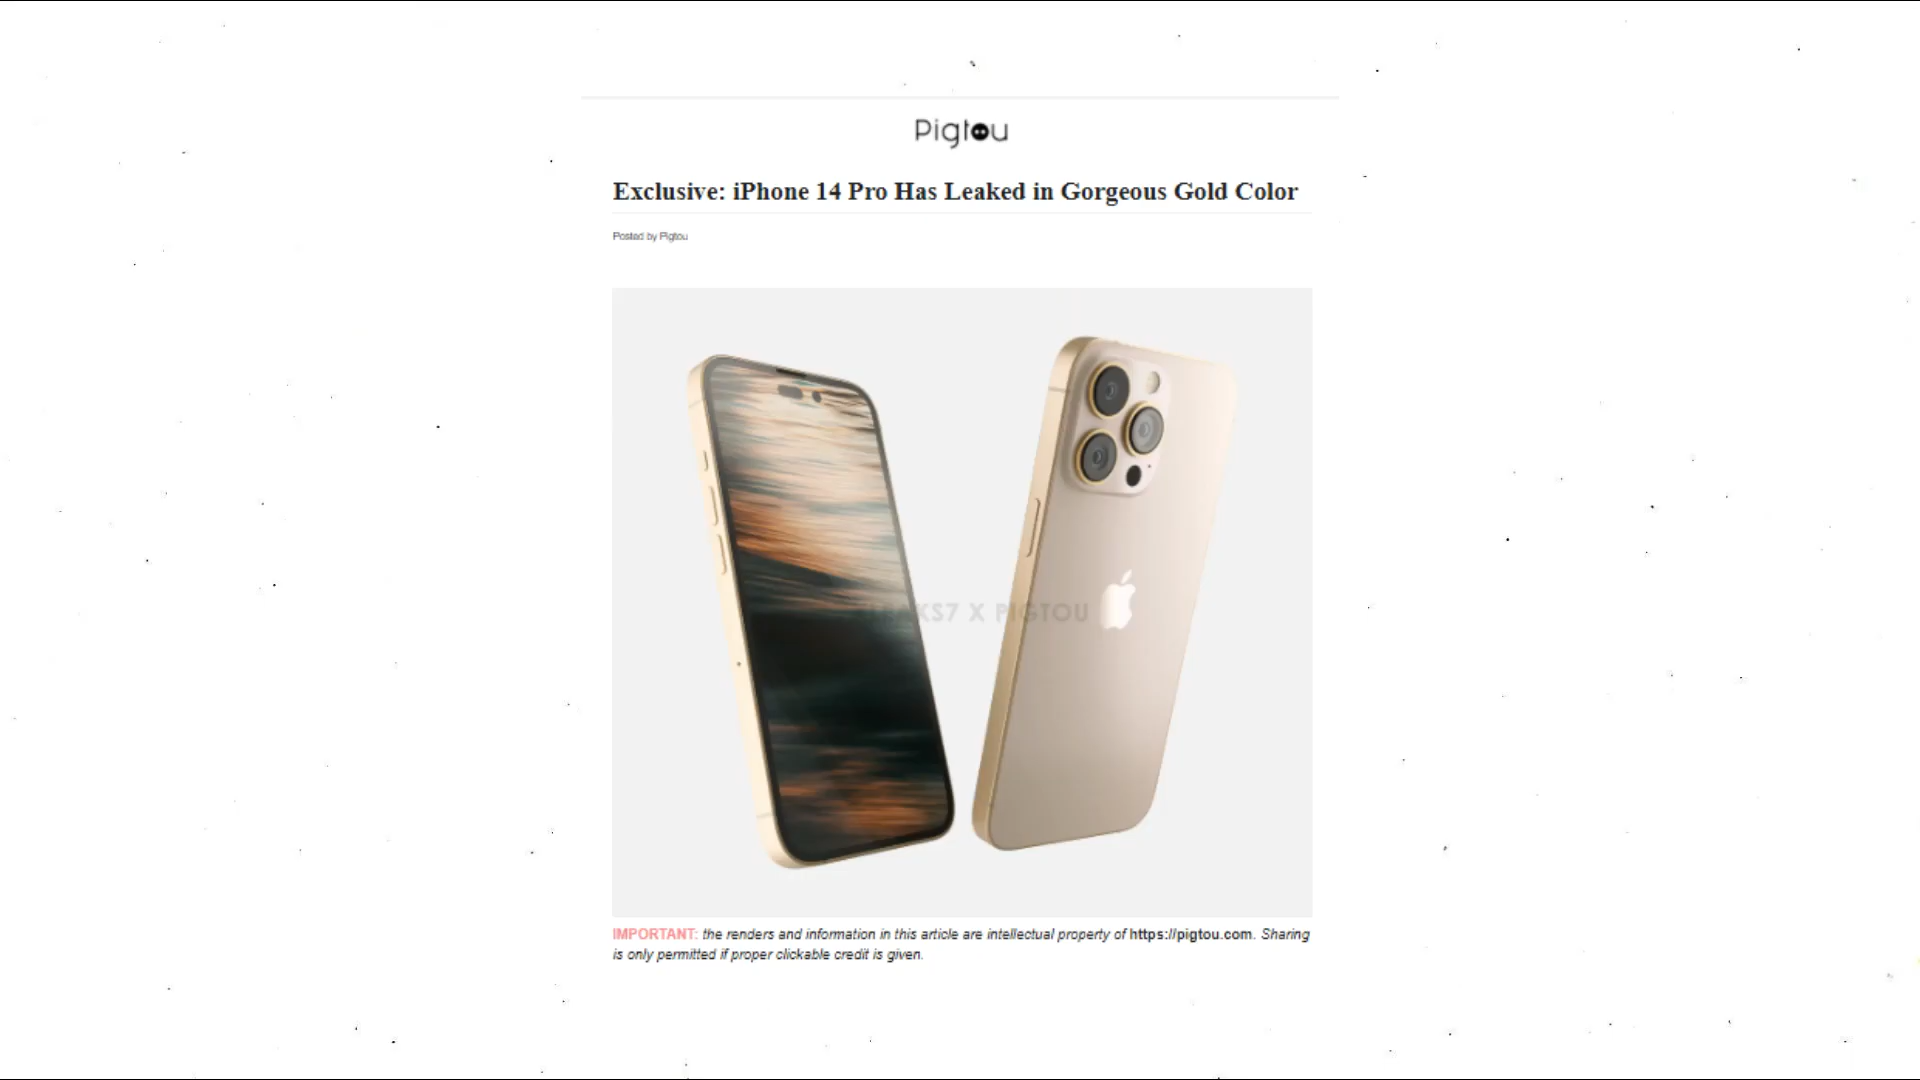 Pigtou
Exclusive: iPhone 14 Pro Has Leaked in Gorgeous Gold Color
Posted by Pigtou
X PIGTOU
IMPORTANT: the renders and information in this article are intellectual property of https://pigtou.com. Sharing
is only permitted if proper clickable credit is given.